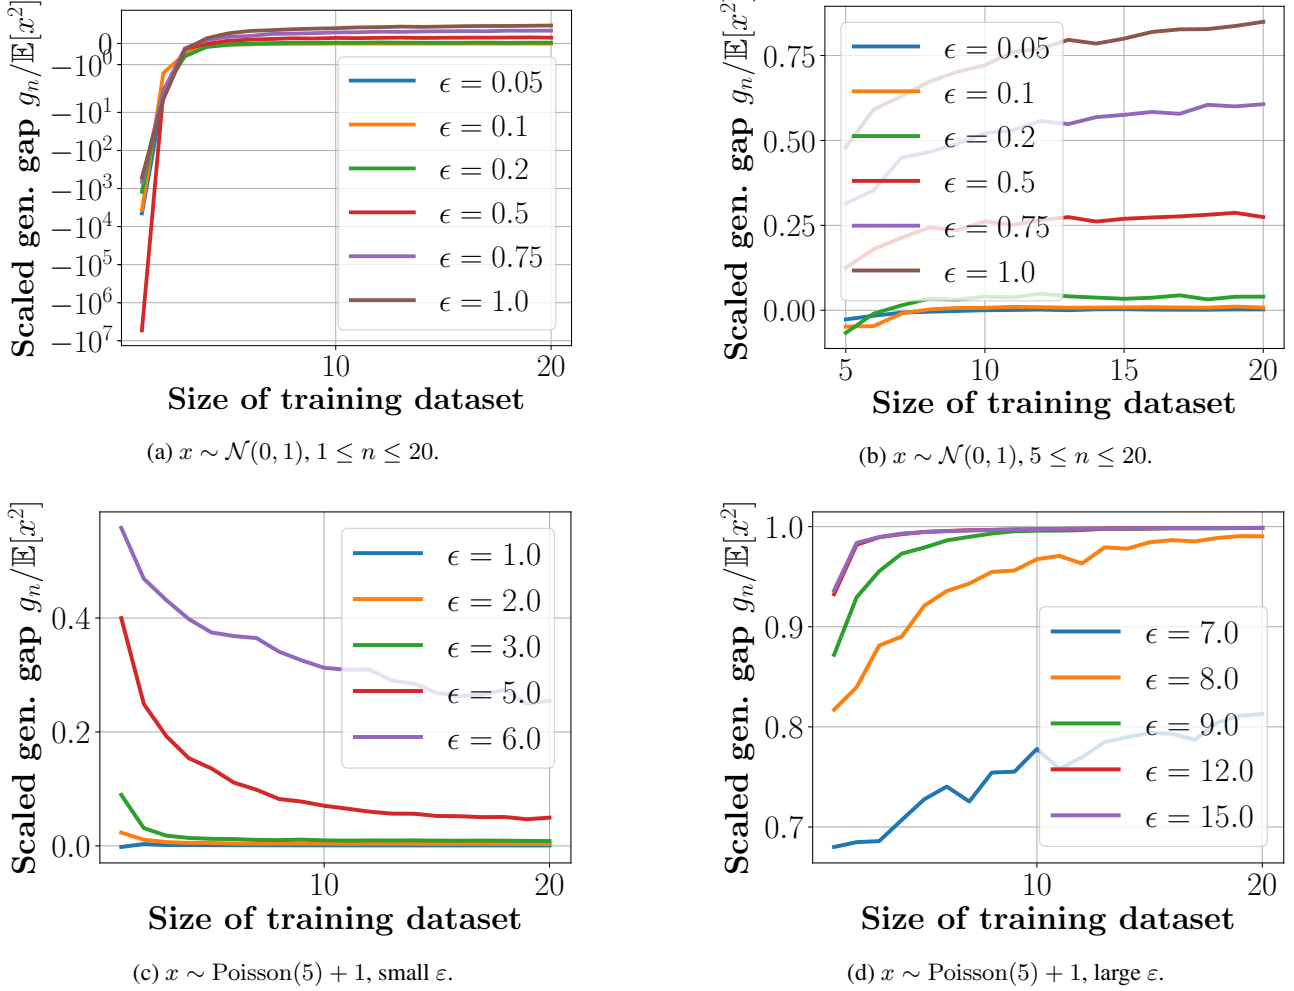 Scaled gen. gap g_n/𝔼[x²]
0
−10⁰
−10¹
−10²
−10³
−10⁴
−10⁵
−10⁶
−10⁷
ϵ = 0.05
ϵ = 0.1
ϵ = 0.2
ϵ = 0.5
ϵ = 0.75
ϵ = 1.0
10 20
Size of training dataset
(a) x ∼ 𝒩(0, 1), 1 ≤ n ≤ 20.
Scaled gen. gap g_n/𝔼[x²]
0.75
0.50
0.25
0.00
ϵ = 0.05
ϵ = 0.1
ϵ = 0.2
ϵ = 0.5
ϵ = 0.75
ϵ = 1.0
5 10 15 20
Size of training dataset
(b) x ∼ 𝒩(0, 1), 5 ≤ n ≤ 20.
Scaled gen. gap g_n/𝔼[x²]
0.4
0.2
0.0
ϵ = 1.0
ϵ = 2.0
ϵ = 3.0
ϵ = 5.0
ϵ = 6.0
10 20
Size of training dataset
(c) x ∼ Poisson(5) + 1, small ε.
Scaled gen. gap g_n/𝔼[x²]
1.0
0.9
0.8
0.7
ϵ = 7.0
ϵ = 8.0
ϵ = 9.0
ϵ = 12.0
ϵ = 15.0
10 20
Size of training dataset
(d) x ∼ Poisson(5) + 1, large ε.